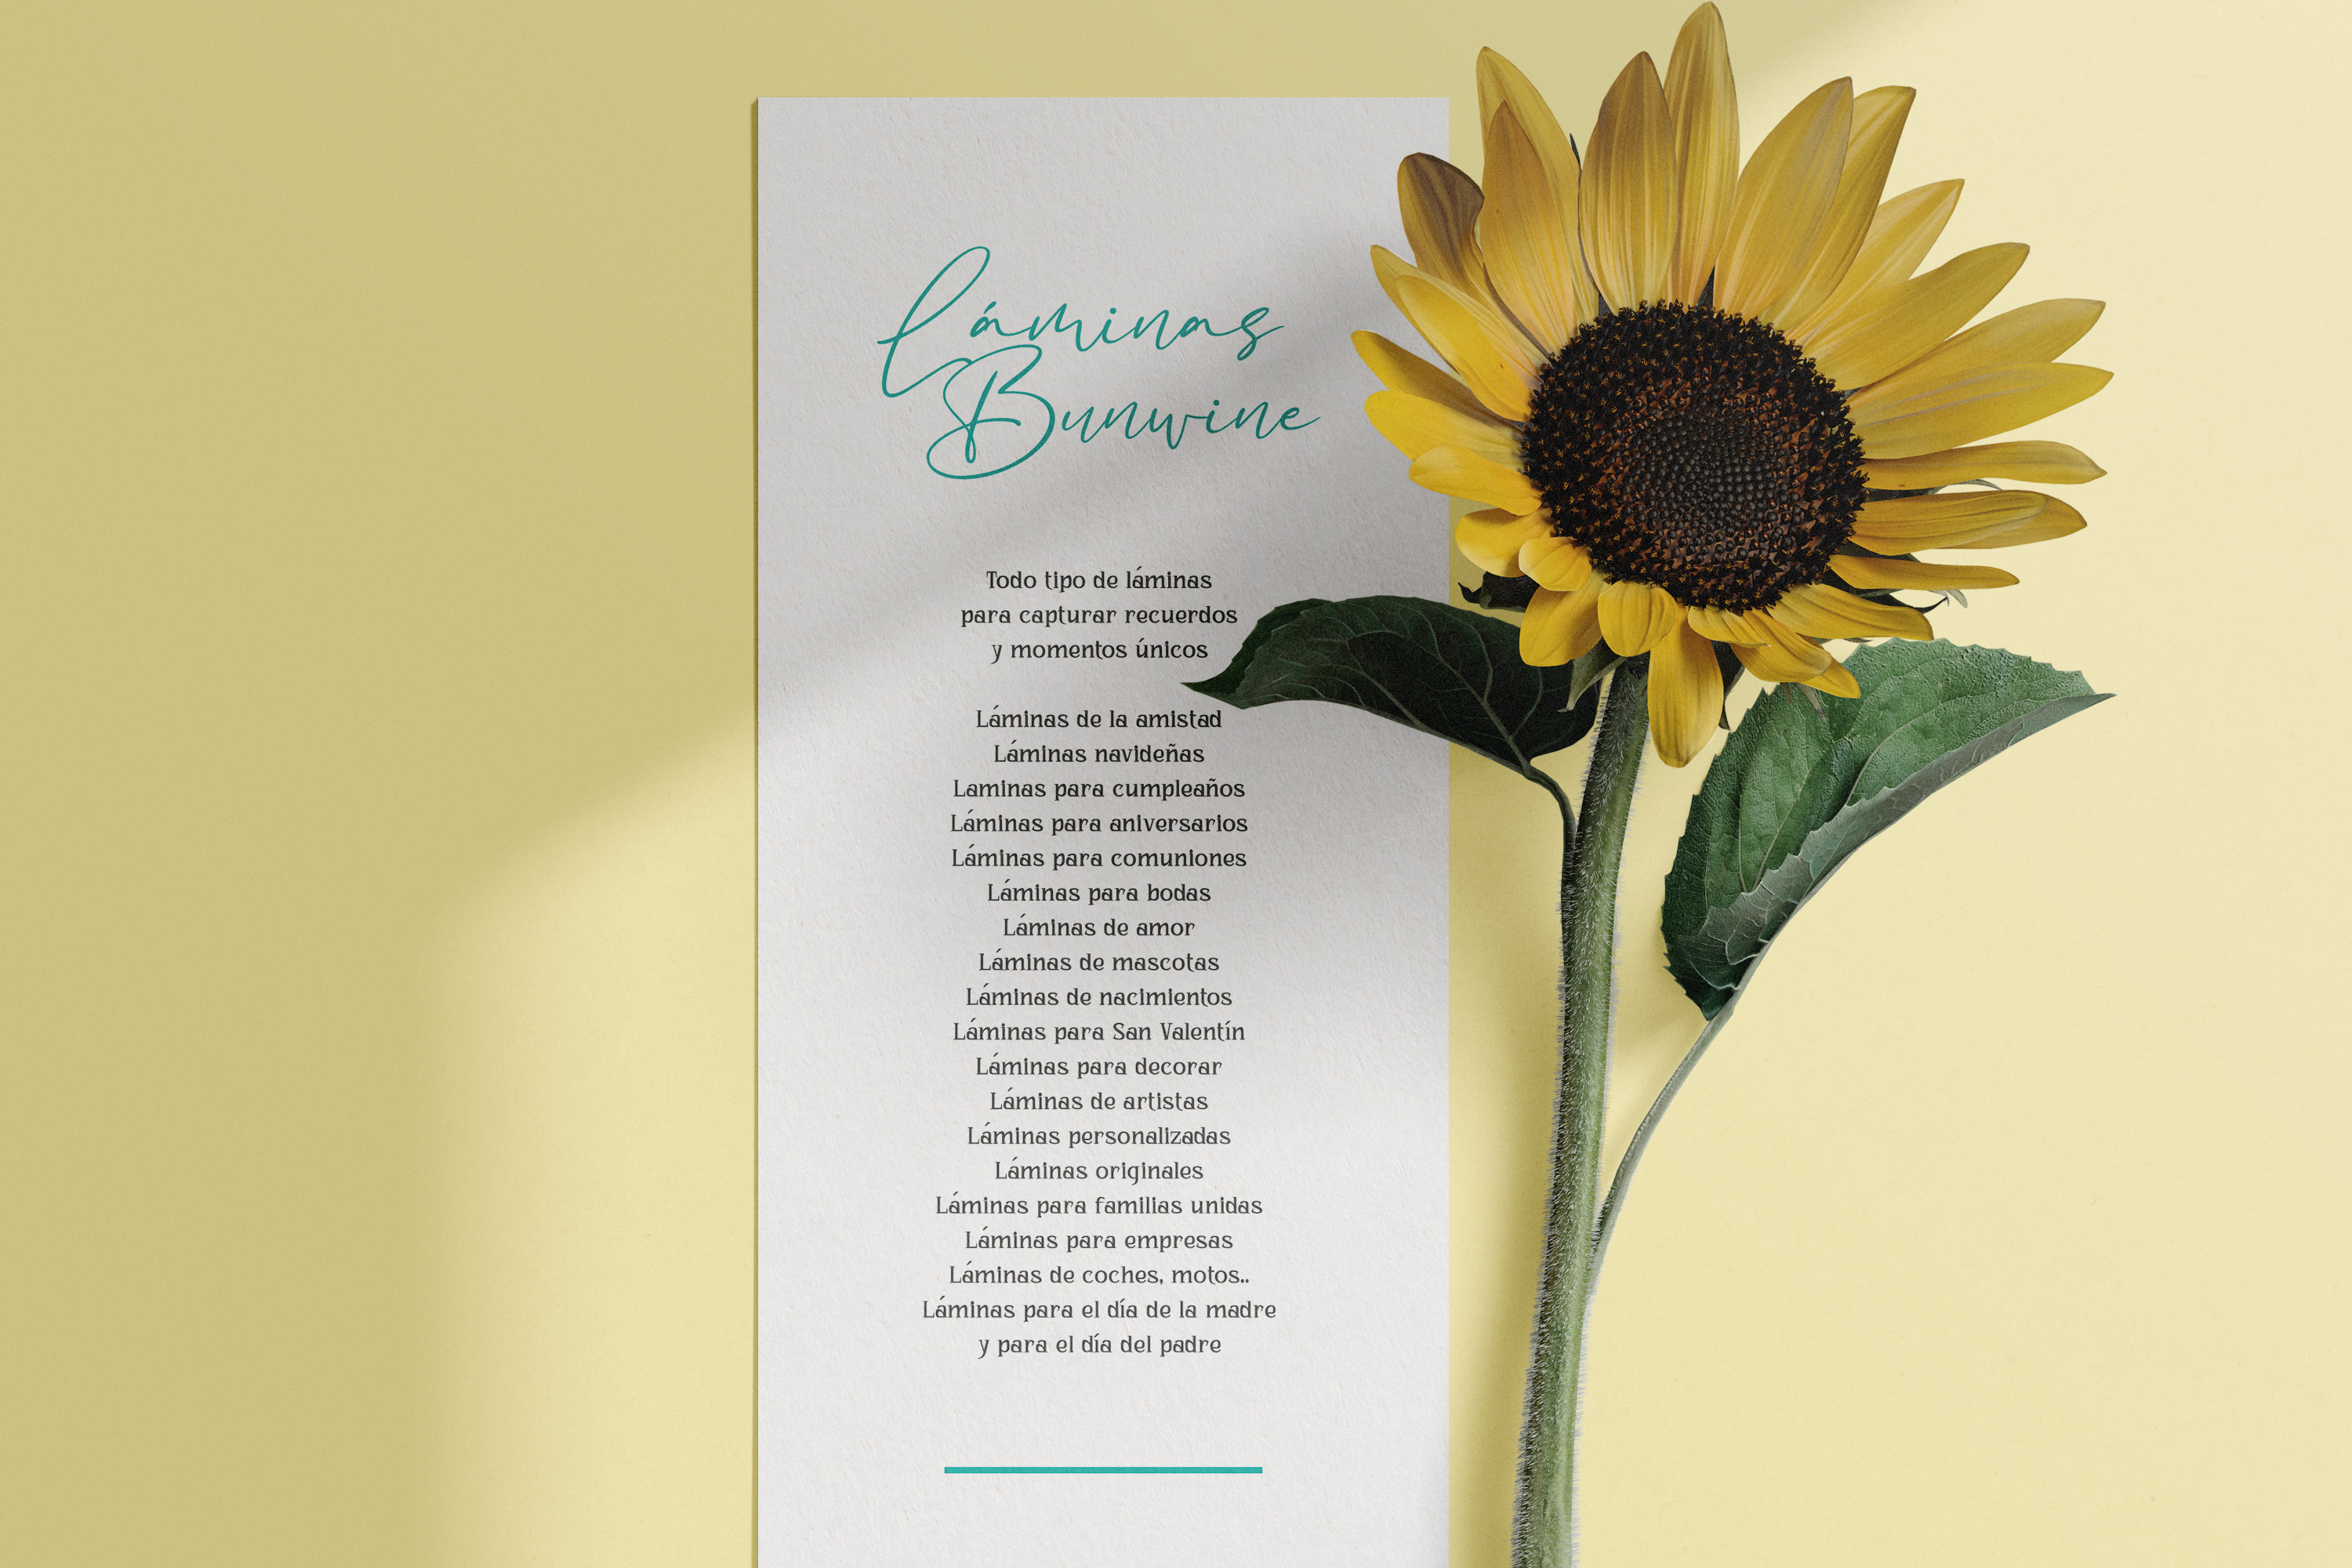 láminas
Bunwine
Todo tipo de láminas
para capturar recuerdos
y momentos únicos
Láminas de la amistad
Láminas navideñas
Laminas para cumpleaños
Láminas para aniversarios
Láminas para comuniones
Láminas para bodas
Láminas de amor
Láminas de mascotas
Láminas de nacimientos
Láminas para San Valentín
Láminas para decorar
Láminas de artistas
Láminas personalizadas
Láminas originales
Láminas para familias unidas
Láminas para empresas
Láminas de coches, motos..
Láminas para el día de la madre
y para el día del padre